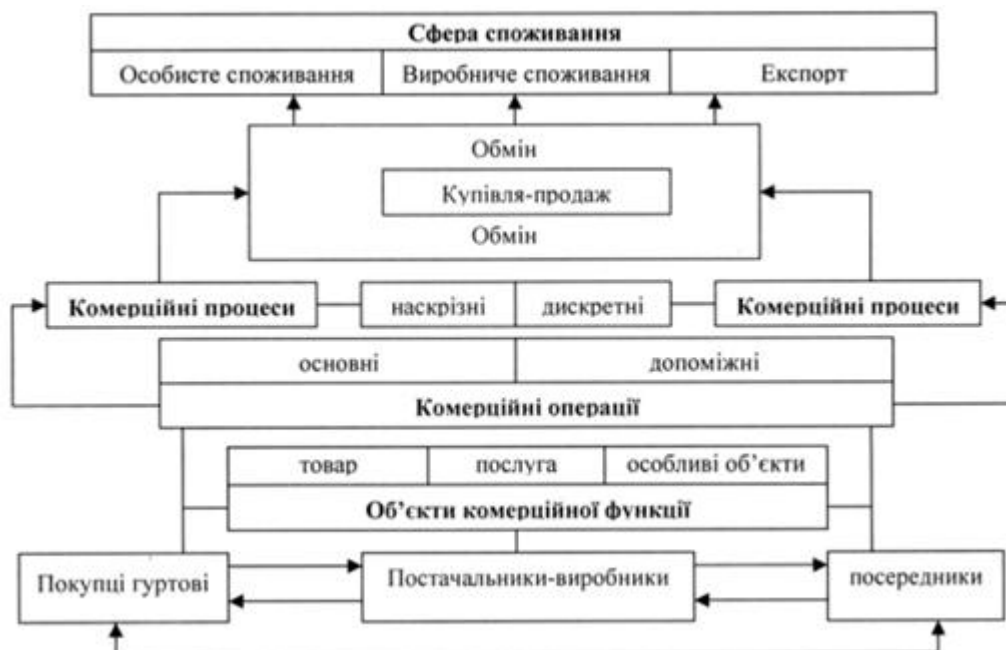 Сфера споживання
Особисте споживання
Виробниче споживання
Експорт
Обмін
Купівля-продаж
Обмін
Комерційні процеси
наскрізні
дискретні
Комерційні процеси
основні
допоміжні
Комерційні операції
товар
послуга
особливі об’єкти
Об’єкти комерційної функції
Покупці гуртові
Постачальники-виробники
посередники